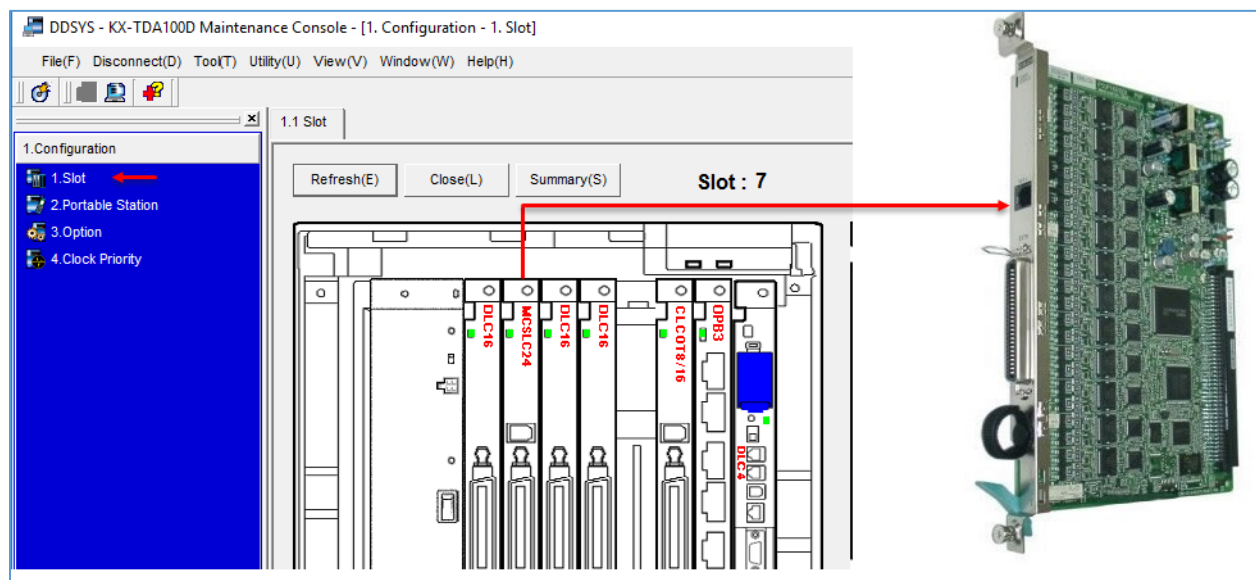 DDSYS - KX-TDA100D Maintenance Console - [1. Configuration - 1. Slot]
File(F) Disconnect(D) Tool(T) Utility(U) View(V) Window(W) Help(H)
1.Configuration
1.Slot
2.Portable Station
3.Option
4.Clock Priority
1.1 Slot
Refresh(E) Close(L) Summary(S) Slot : 7
DLC16
MCSLC24
DLC16
DLC16
CLCOT8/16
OPB3
DLC4